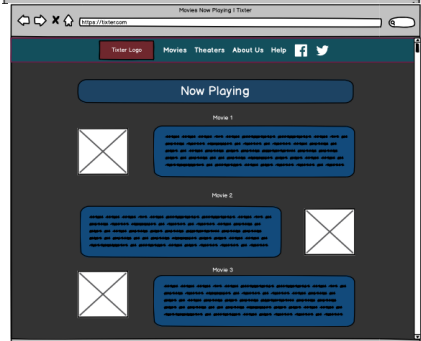 Movies Now Playing | Tixter
https://tixter.com
Tixter Logo Movies Theaters About Us Help
Now Playing
Movie 1
Movie 2
Movie 3